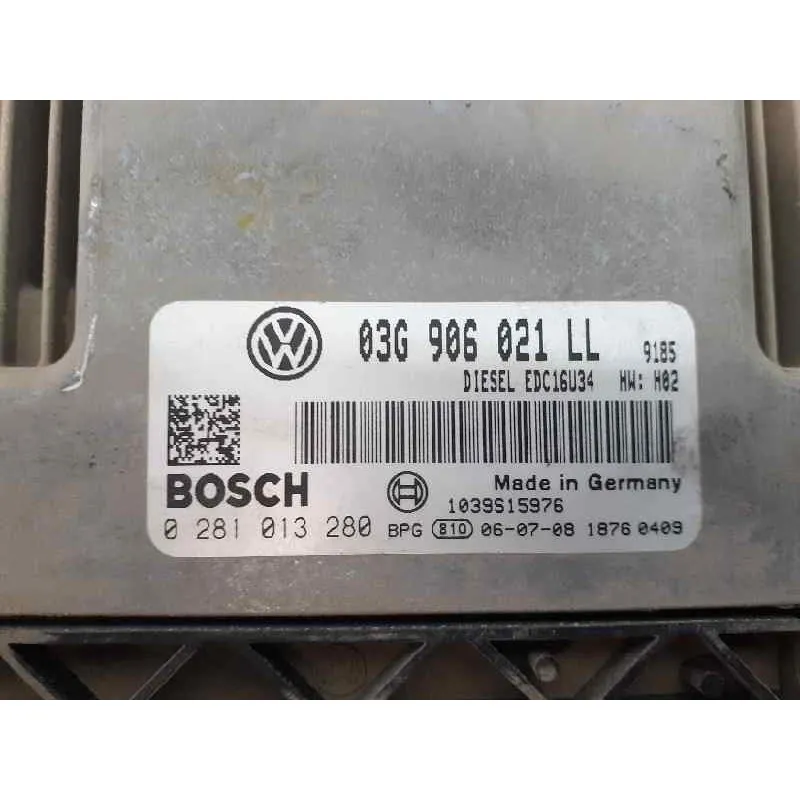 VW 03G 906 021 LL 9185
DIESEL EDC16U34 HW: H02
BOSCH Made in Germany
1039S15976
0 281 013 280 BPG 810 06-07-08 1876 0409